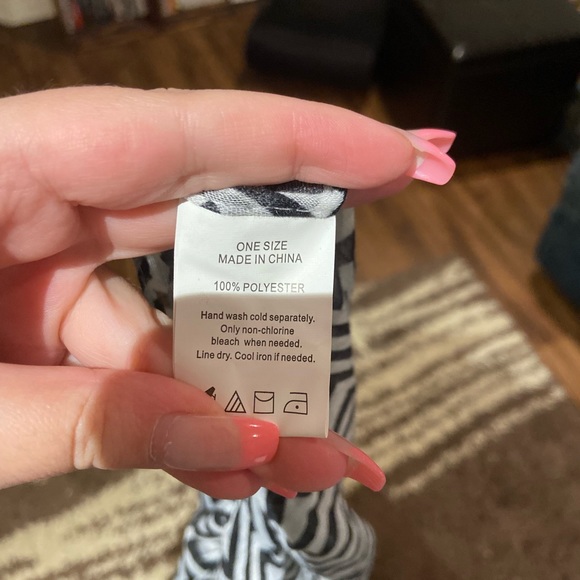 ONE SIZE
MADE IN CHINA
100% POLYESTER
Hand wash cold separately.
Only non-chlorine
bleach when needed.
Line dry. Cool iron if needed.